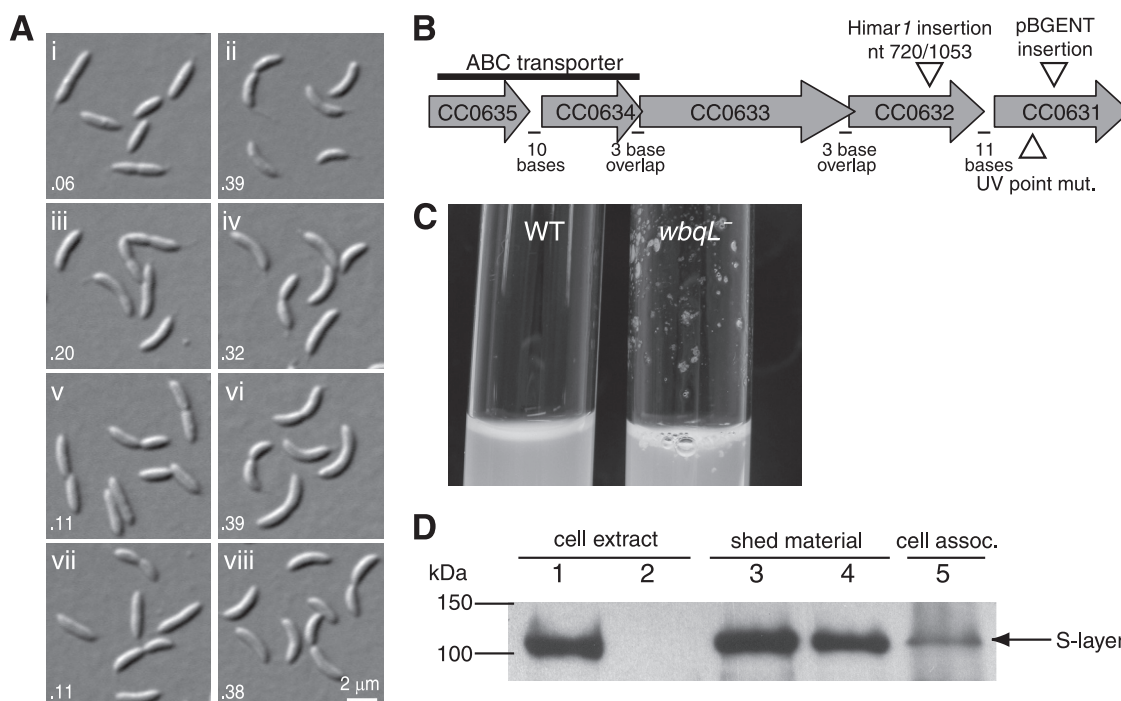 A
i
.06
ii
.39
iii
.20
iv
.32
v
.11
vi
.39
vii
.11
viii
.38
2 μm
B
ABC transporter
Himar1 insertion
nt 720/1053
pBGENT
insertion
CC0635
CC0634
CC0633
CC0632
CC0631
10
bases
3 base
overlap
3 base
overlap
11
bases
UV point mut.
C
WT
wbqL⁻
D
cell extract
shed material
cell assoc.
kDa
1
2
3
4
5
150
100
S-layer